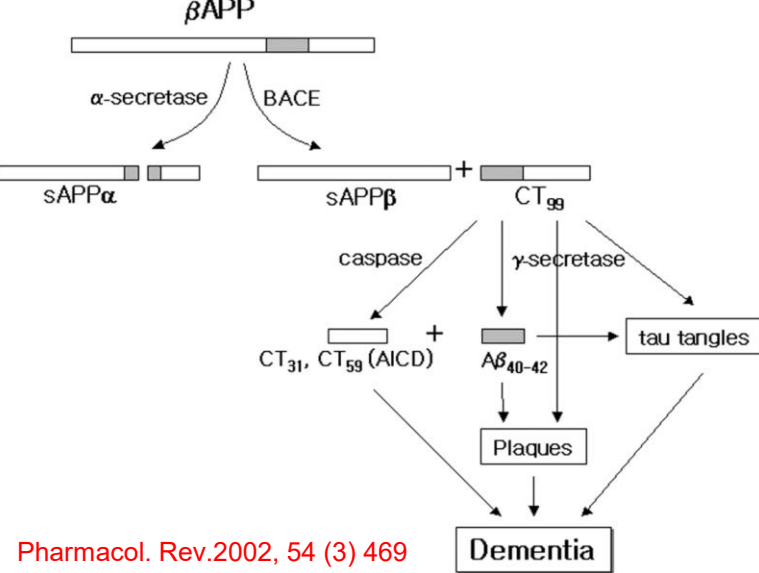 βAPP
α-secretase BACE
sAPPα
sAPPβ
+
CT99
caspase
γ-secretase
+
tau tangles
CT31, CT59 (AICD)
Aβ40-42
Plaques
Pharmacol. Rev.2002, 54 (3) 469
Dementia